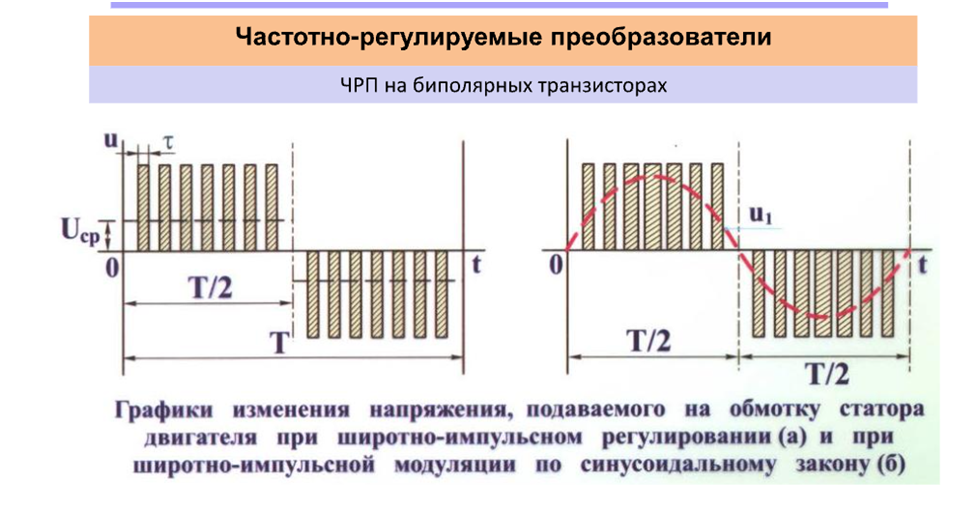 Частотно-регулируемые преобразователи
ЧРП на биполярных транзисторах
u τ
Uср
0 t
T/2
T
u1
0 t
T/2
T/2
Графики изменения напряжения, подаваемого на обмотку статора
двигателя при широтно-импульсном регулировании (а) и при
широтно-импульсной модуляции по синусоидальному закону (б)